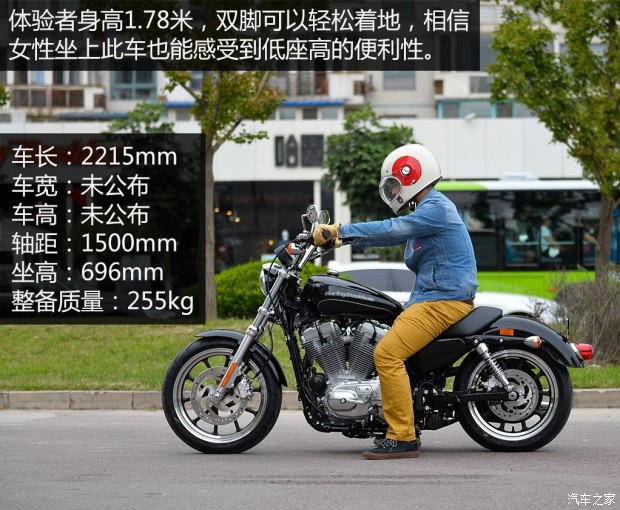 体验者身高1.78米，双脚可以轻松着地，相信
女性坐上此车也能感受到低座高的便利性。
车长：2215mm
车宽：未公布
车高：未公布
轴距：1500mm
坐高：696mm
整备质量：255kg
Harley-Davidson
汽车之家